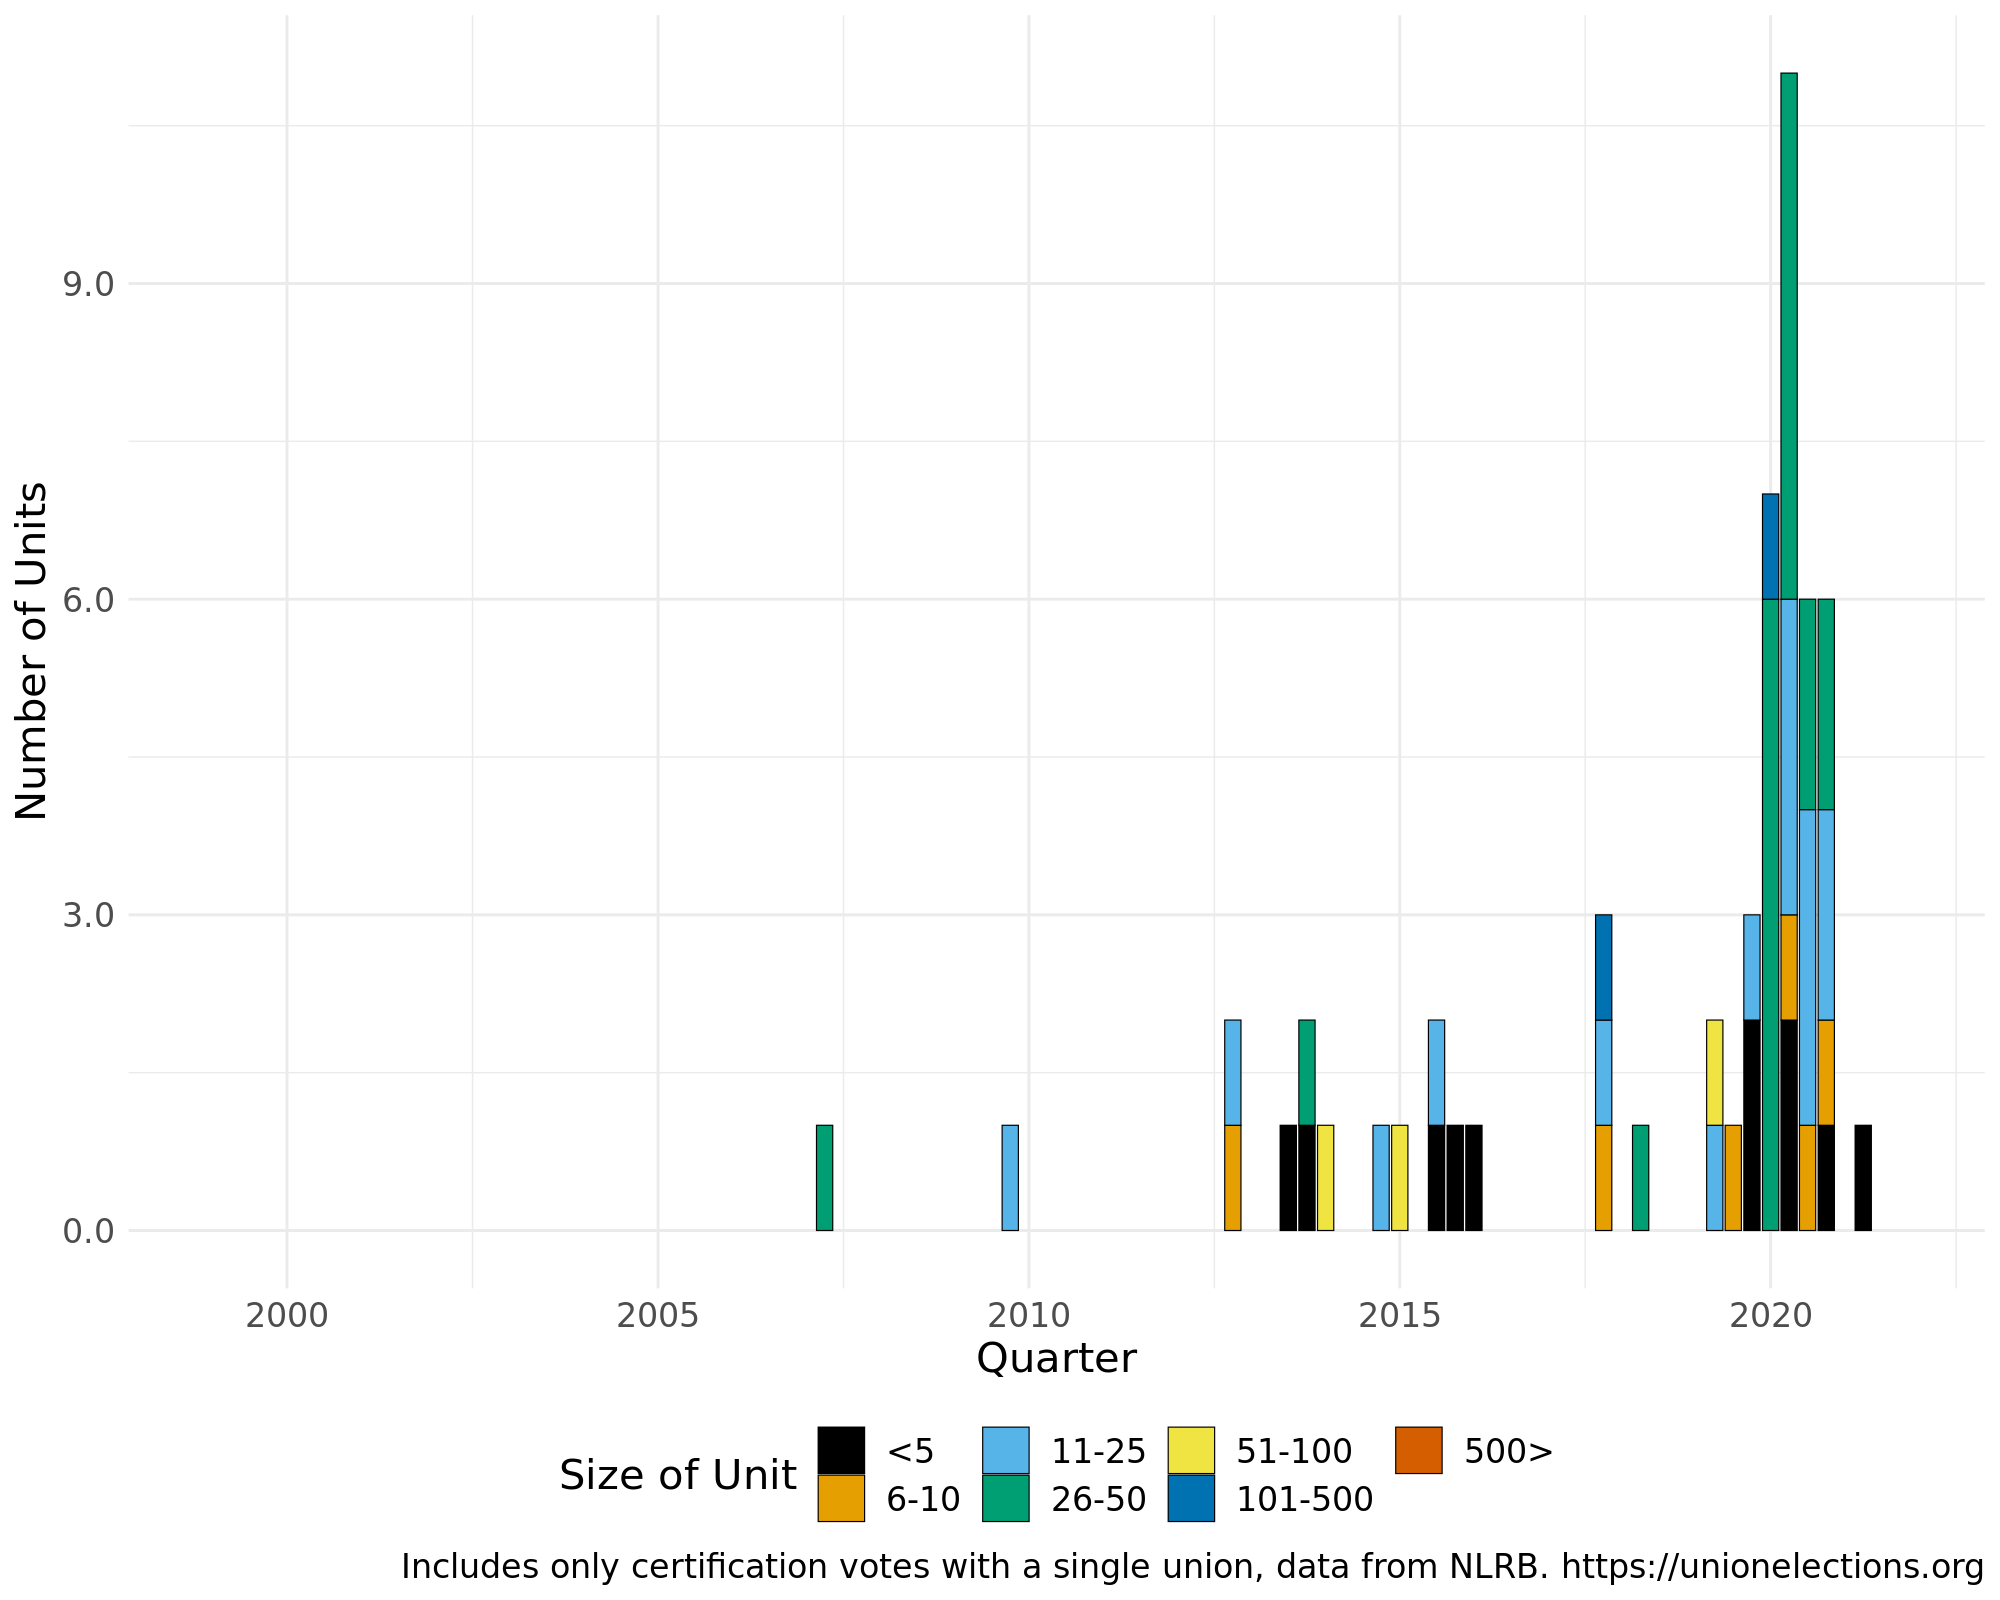 Number of Units
9.0
6.0
3.0
0.0
2000 2005 2010 2015 2020
Quarter
Size of Unit
<5 11-25 51-100 500>
6-10 26-50 101-500
Includes only certification votes with a single union, data from NLRB. https://unionelections.org